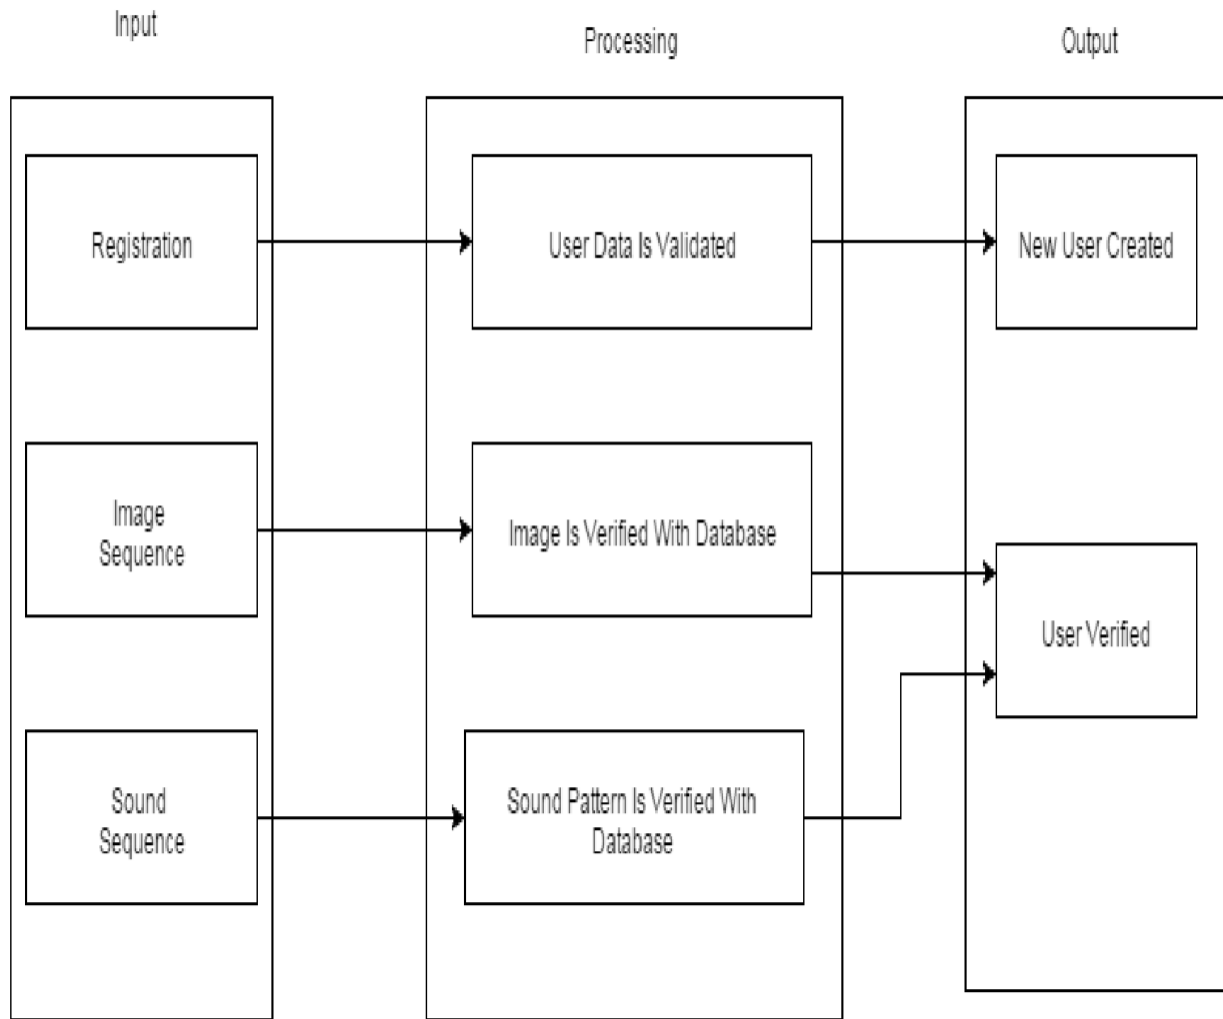 Input
Processing
Output
Registration
User Data Is Validated
New User Created
Image
Sequence
Image Is Verified With Database
User Verified
Sound
Sequence
Sound Pattern Is Verified With
Database